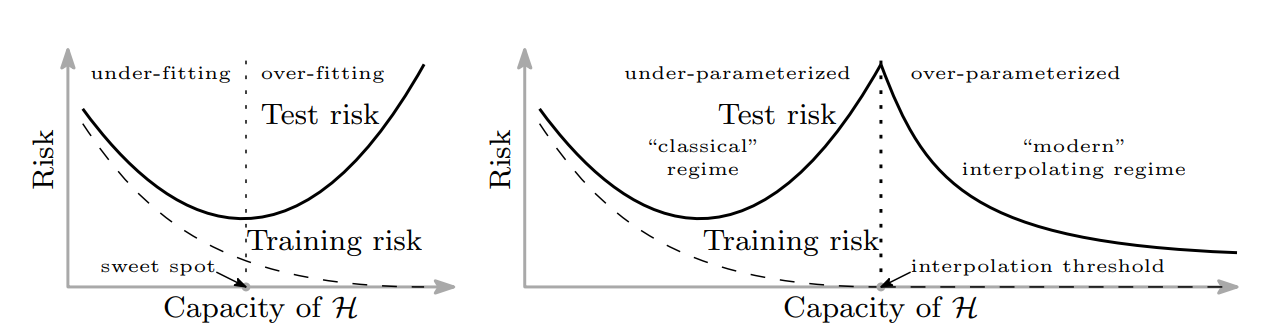 under-fitting
over-fitting
Test risk
Risk
Training risk
sweet spot
Capacity of ℋ
under-parameterized
over-parameterized
Test risk
“classical”
regime
“modern”
interpolating regime
Risk
Training risk
interpolation threshold
Capacity of ℋ